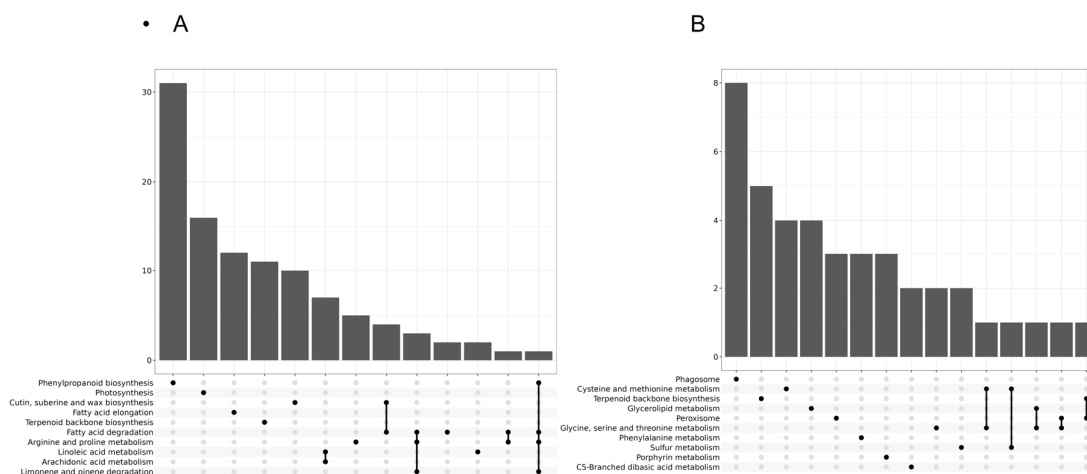 • A
B
30
20
10
0
Phenylpropanoid biosynthesis
Photosynthesis
Cutin, suberine and wax biosynthesis
Fatty acid elongation
Terpenoid backbone biosynthesis
Fatty acid degradation
Arginine and proline metabolism
Linoleic acid metabolism
Arachidonic acid metabolism
Limonene and pinene degradation
8
6
4
2
0
Phagosome
Cysteine and methionine metabolism
Terpenoid backbone biosynthesis
Glycerolipid metabolism
Peroxisome
Glycine, serine and threonine metabolism
Phenylalanine metabolism
Sulfur metabolism
Porphyrin metabolism
C5-Branched dibasic acid metabolism